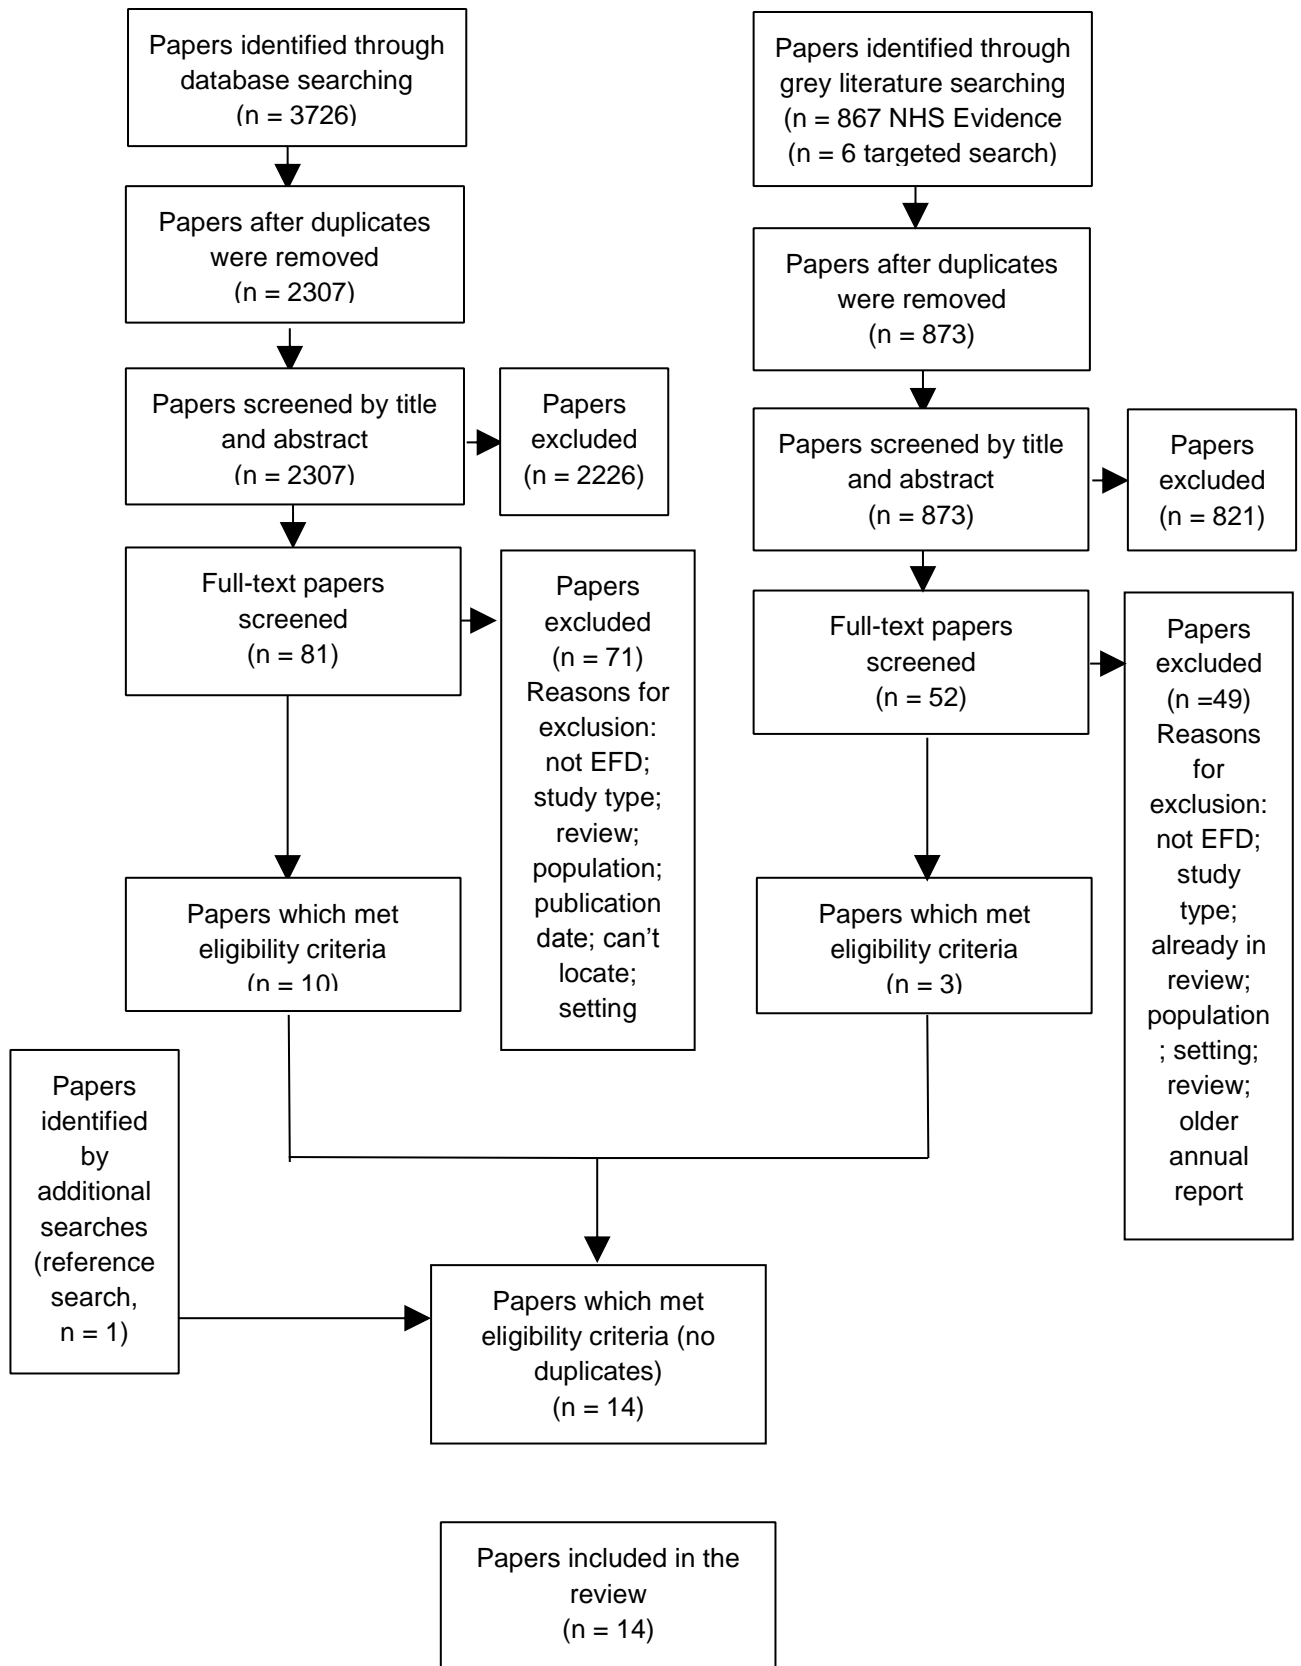 Papers identified through
database searching
(n = 3726)
Papers identified through
grey literature searching
(n = 867 NHS Evidence
(n = 6 targeted search)
Papers after duplicates
were removed
(n = 2307)
Papers after duplicates
were removed
(n = 873)
Papers screened by title
and abstract
(n = 2307)
Papers
excluded
(n = 2226)
Papers screened by title
and abstract
(n = 873)
Papers
excluded
(n = 821)
Full-text papers
screened
(n = 81)
Papers
excluded
(n = 71)
Reasons for
exclusion:
not EFD;
study type;
review;
population;
publication
date; can’t
locate;
setting
Full-text papers
screened
(n = 52)
Papers
excluded
(n =49)
Reasons
for
exclusion:
not EFD;
study
type;
already in
review;
population
; setting;
review;
older
annual
report
Papers which met
eligibility criteria
(n = 10)
Papers which met
eligibility criteria
(n = 3)
Papers
identified
by
additional
searches
(reference
search,
n = 1)
Papers which met
eligibility criteria (no
duplicates)
(n = 14)
Papers included in the
review
(n = 14)